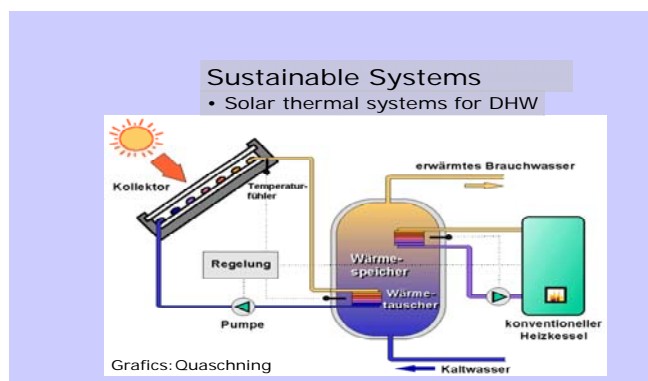 Sustainable Systems
• Solar thermal systems for DHW
erwärmtes Brauchwasser
Kollektor
Temperatur-
fühler
Regelung
Wärme-
speicher
Wärme-
tauscher
Pumpe
konventioneller
Heizkessel
Grafics: Quaschning
Kaltwasser